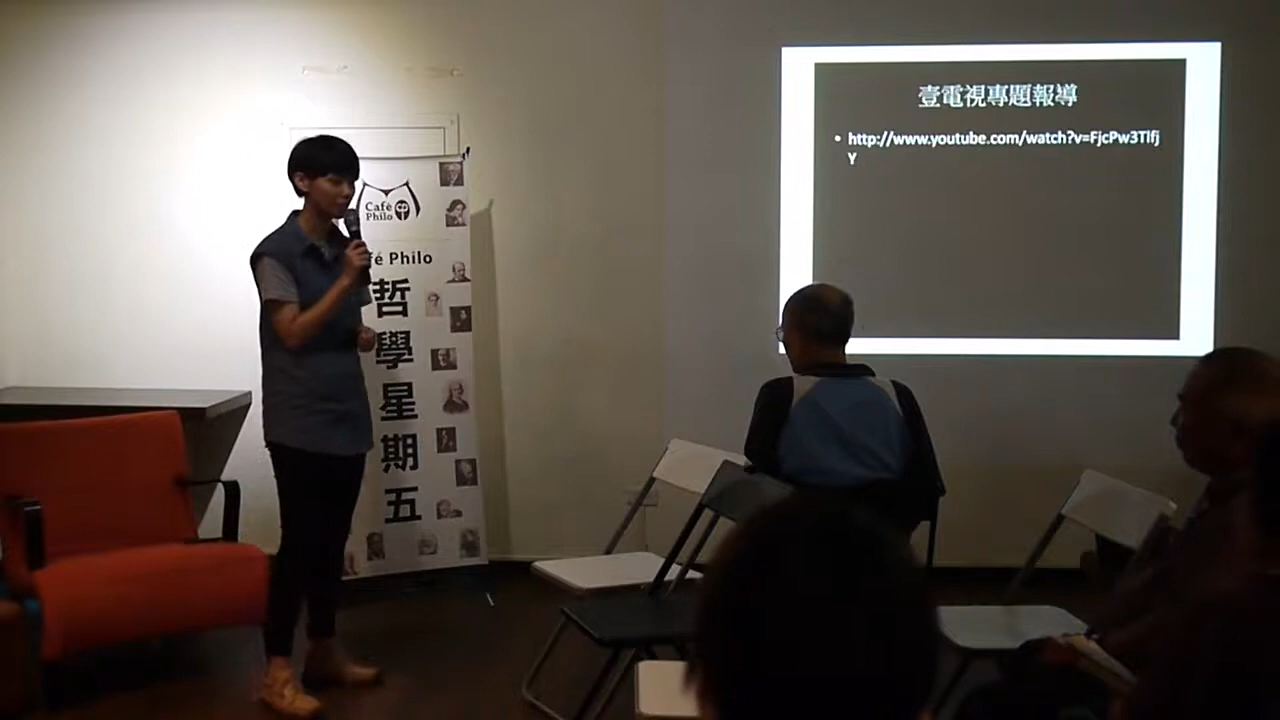 Café
Philo
fé Philo
哲
學
星
期
五
壹電視專題報導
• http://www.youtube.com/watch?v=FjcPw3Tlfj
Y